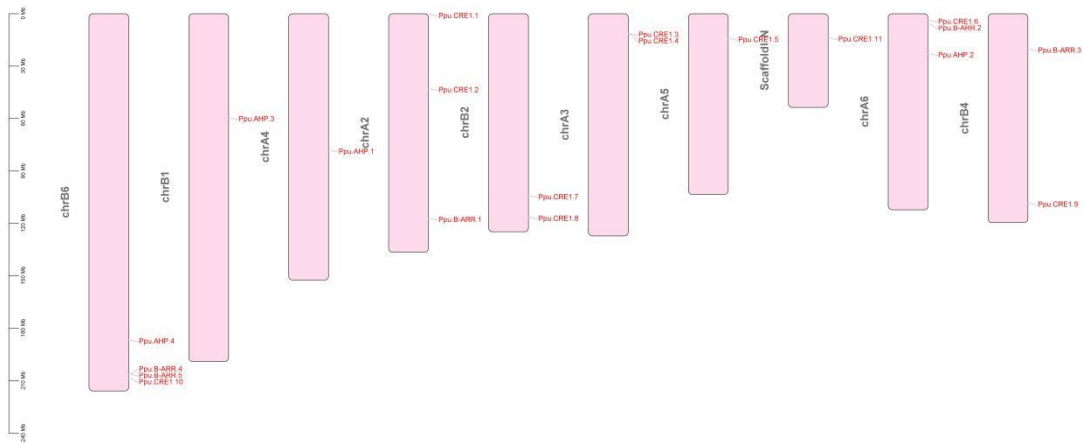 0 Mb
30 Mb
60 Mb
90 Mb
120 Mb
150 Mb
180 Mb
210 Mb
240 Mb
chrB6
Ppu.AHP.4
Ppu.B-ARR.4
Ppu.B-ARR.5
Ppu.CRE1.10
chrB1
Ppu.AHP.3
chrA4
Ppu.AHP.1
chrA2
Ppu.CRE1.1
Ppu.CRE1.2
Ppu.B-ARR.1
chrB2
Ppu.CRE1.7
Ppu.CRE1.8
chrA3
Ppu.CRE1.3
Ppu.CRE1.4
chrA5
Ppu.CRE1.5
Ppu.CRE1.11
chrA6
Ppu.CRE1.6
Ppu.B-ARR.2
Ppu.AHP.2
chrB4
Ppu.B-ARR.3
Ppu.CRE1.9